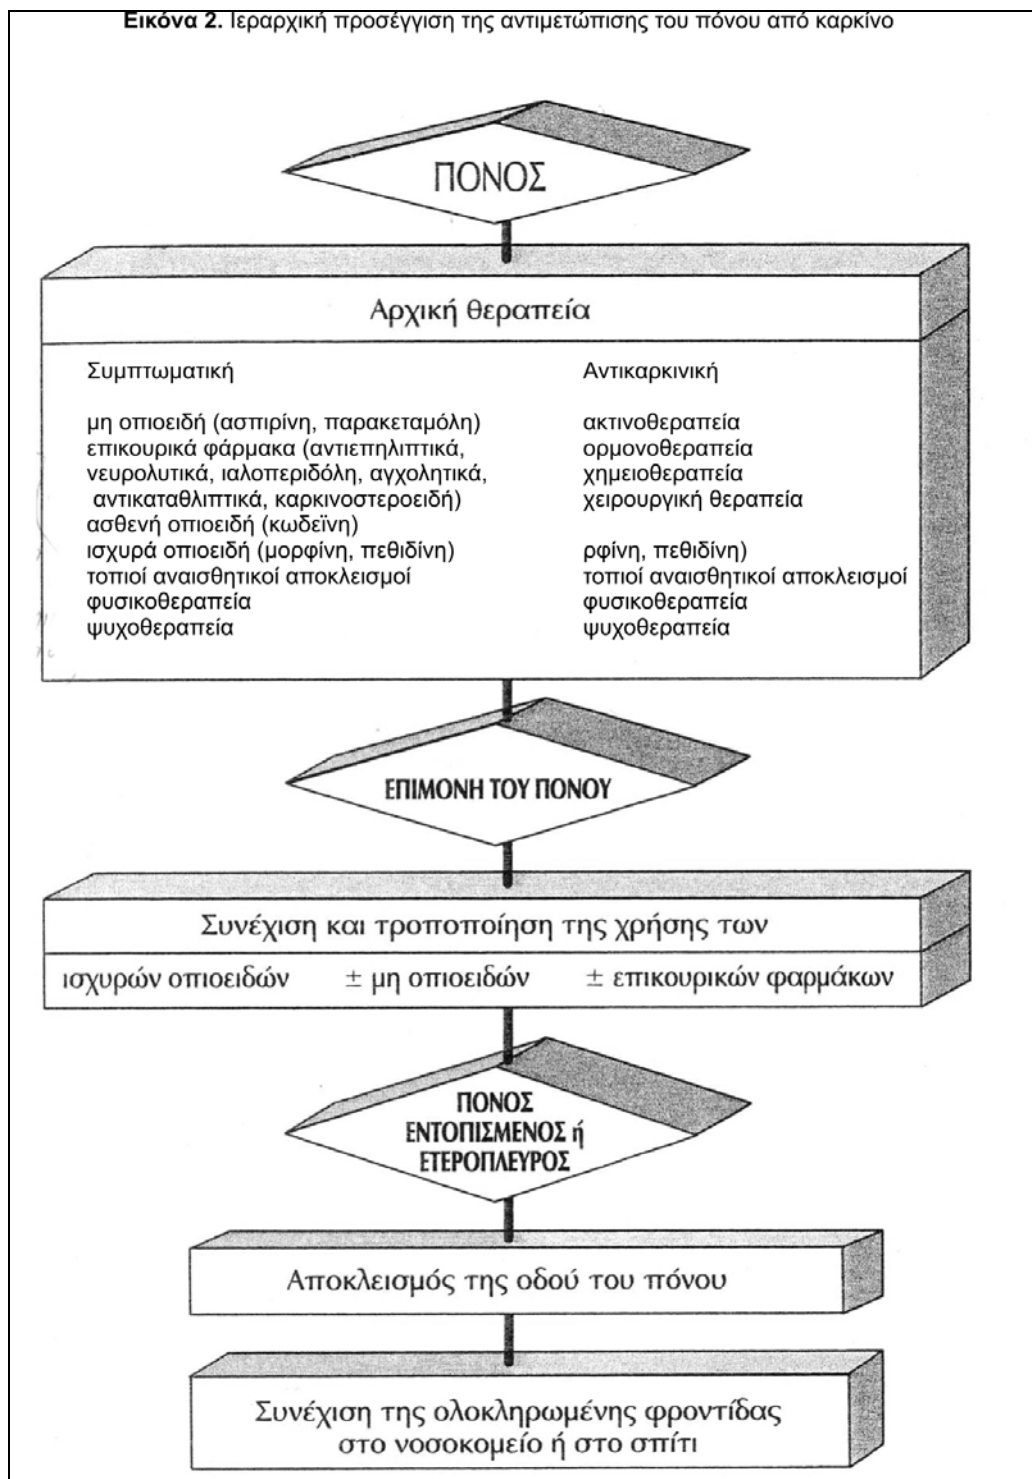 Εικόνα 2. Ιεραρχική προσέγγιση της αντιμετώπισης του πόνου από καρκίνο
ΠΟΝΟΣ
Αρχική θεραπεία
Συμπτωματική
μη οπιοειδή (ασπιρίνη, παρακεταμόλη)
επικουρικά φάρμακα (αντιεπηλιπτικά,
νευρολυτικά, ιαλοπεριδόλη, αγχολητικά,
αντικαταθλιπτικά, καρκινοστεροειδή)
ασθενή οπιοειδή (κωδεϊνη)
ισχυρά οπιοειδή (μορφίνη, πεθιδίνη)
τοπιοί αναισθητικοί αποκλεισμοί
φυσικοθεραπεία
ψυχοθεραπεία
Αντικαρκινική
ακτινοθεραπεία
ορμονοθεραπεία
χημειοθεραπεία
χειρουργική θεραπεία
ρφίνη, πεθιδίνη)
τοπιοί αναισθητικοί αποκλεισμοί
φυσικοθεραπεία
ψυχοθεραπεία
ΕΠΙΜΟΝΗ ΤΟΥ ΠΟΝΟΥ
Συνέχιση και τροποποίηση της χρήσης των
ισχυρών οπιοειδών ± μη οπιοειδών ± επικουρικών φαρμάκων
ΠΟΝΟΣ
ΕΝΤΟΠΙΣΜΕΝΟΣ ή
ΕΤΕΡΟΠΛΕΥΡΟΣ
Αποκλεισμός της οδού του πόνου
Συνέχιση της ολοκληρωμένης φροντίδας
στο νοσοκομείο ή στο σπίτι